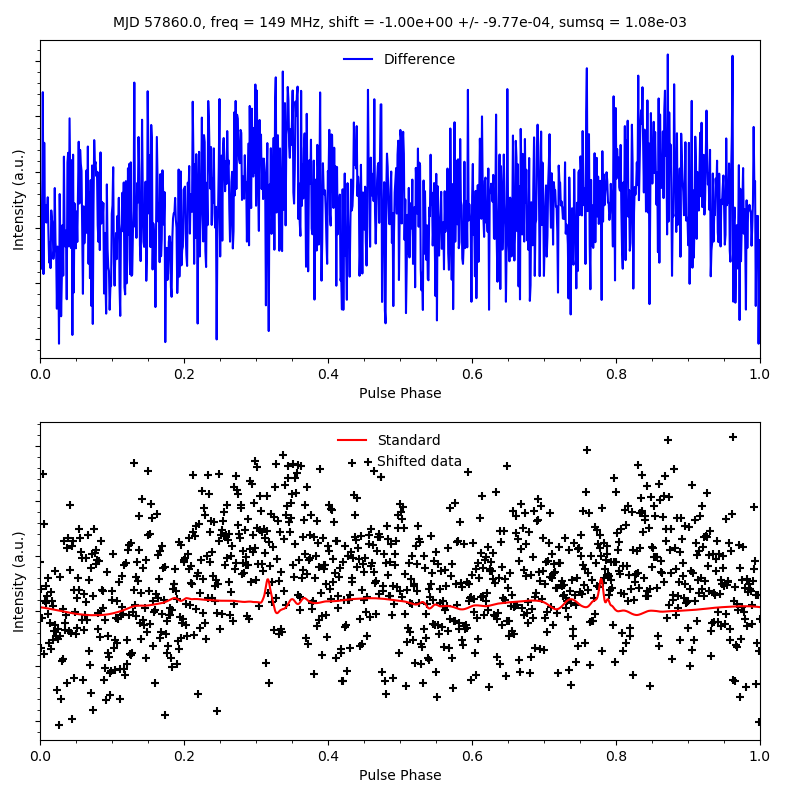 MJD 57860.0, freq = 149 MHz, shift = -1.00e+00 +/- -9.77e-04, sumsq = 1.08e-03
Difference
Intensity (a.u.)
0.0 0.2 0.4 0.6 0.8 1.0
Pulse Phase
Standard
Shifted data
Intensity (a.u.)
0.0 0.2 0.4 0.6 0.8 1.0
Pulse Phase